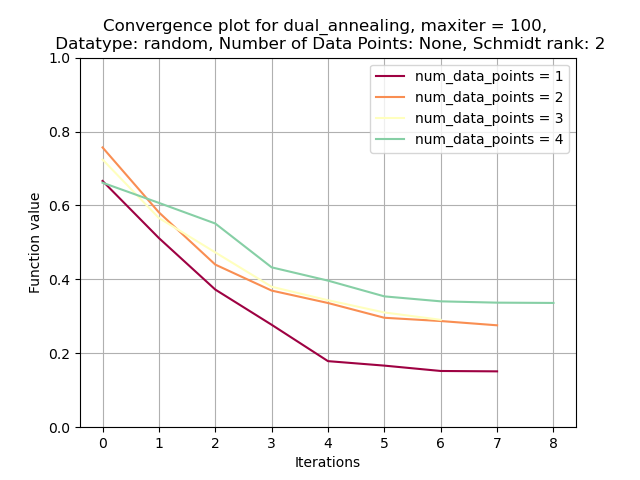 Convergence plot for dual_annealing, maxiter = 100,
Datatype: random, Number of Data Points: None, Schmidt rank: 2
1.0
0.8
0.6
0.4
0.2
0.0
Function value
num_data_points = 1
num_data_points = 2
num_data_points = 3
num_data_points = 4
0 1 2 3 4 5 6 7 8
Iterations